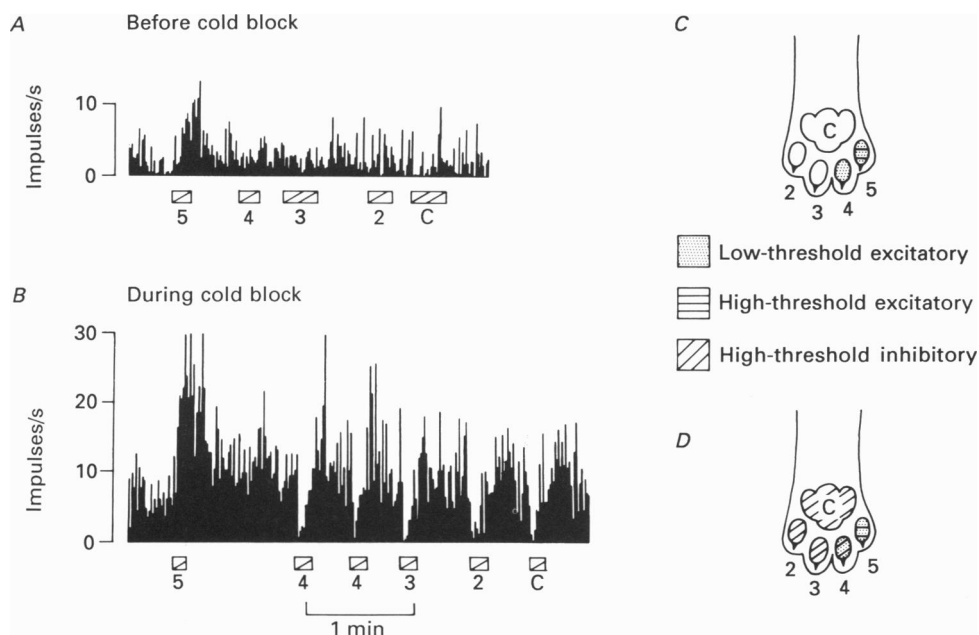 A Before cold block
Impulses/s
10
0
5 4 3 2 C
B During cold block
Impulses/s
30
20
10
0
5 4 4 3 2 C
1 min
C
C
2 3 4 5
Low-threshold excitatory
High-threshold excitatory
High-threshold inhibitory
D
C
2 3 4 5